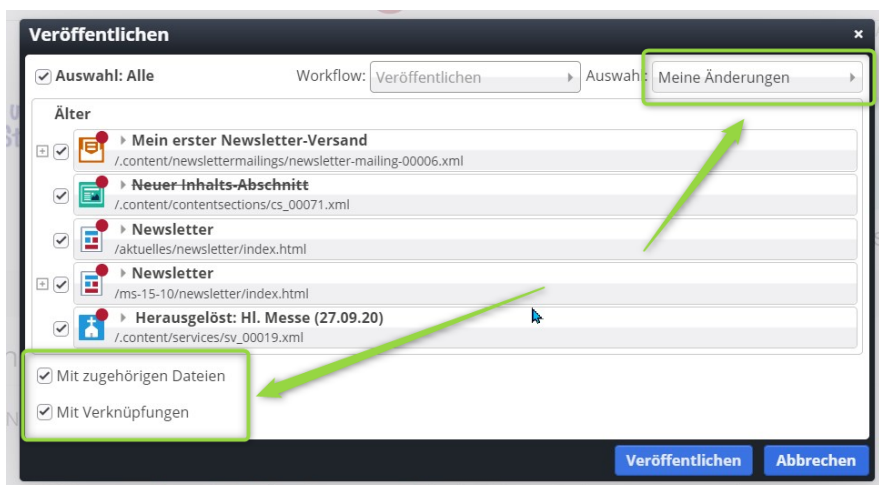 Veröffentlichen
Auswahl: Alle Workflow: Veröffentlichen Auswahl: Meine Änderungen
Älter
Mein erster Newsletter-Versand
/.content/newslettermailings/newsletter-mailing-00006.xml
Neuer Inhalts-Abschnitt
/.content/contentsections/cs_00071.xml
Newsletter
/aktuelles/newsletter/index.html
Newsletter
/ms-15-10/newsletter/index.html
Herausgelöst: Hl. Messe (27.09.20)
/.content/services/sv_00019.xml
Mit zugehörigen Dateien
Mit Verknüpfungen
Veröffentlichen Abbrechen